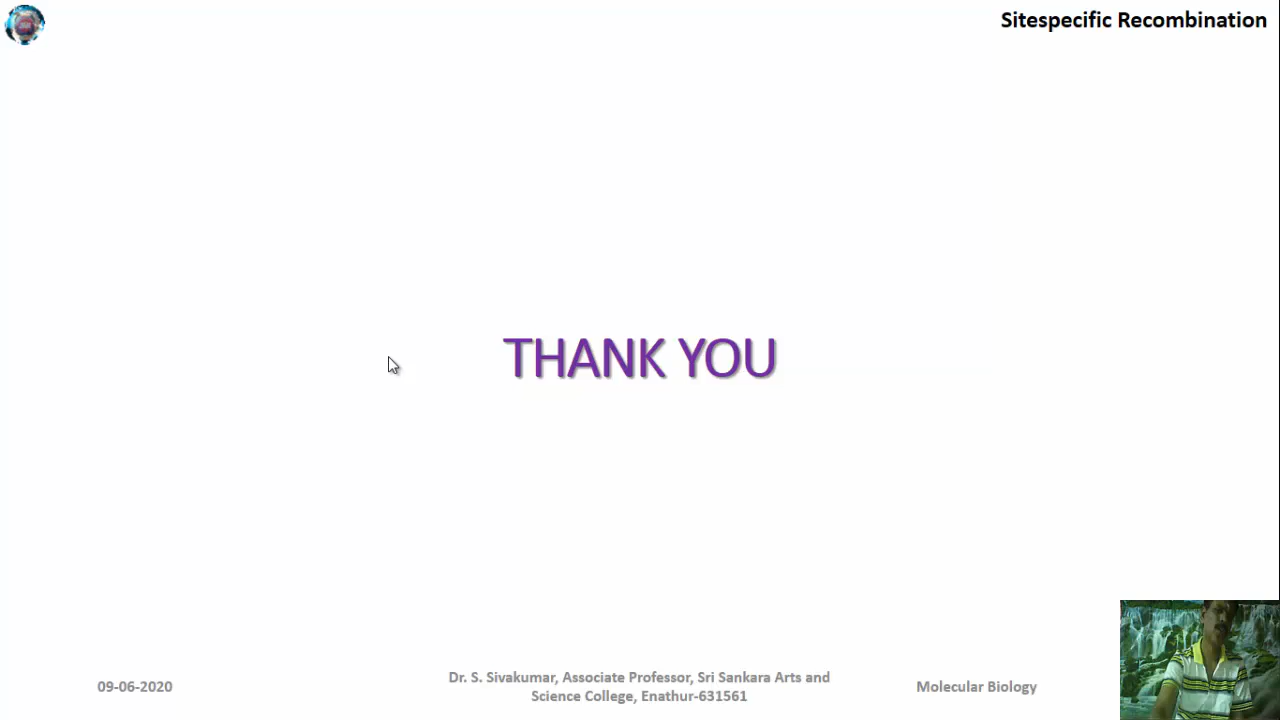 Sitespecific Recombination
THANK YOU
09-06-2020
Dr. S. Sivakumar, Associate Professor, Sri Sankara Arts and
Science College, Enathur-631561
Molecular Biology